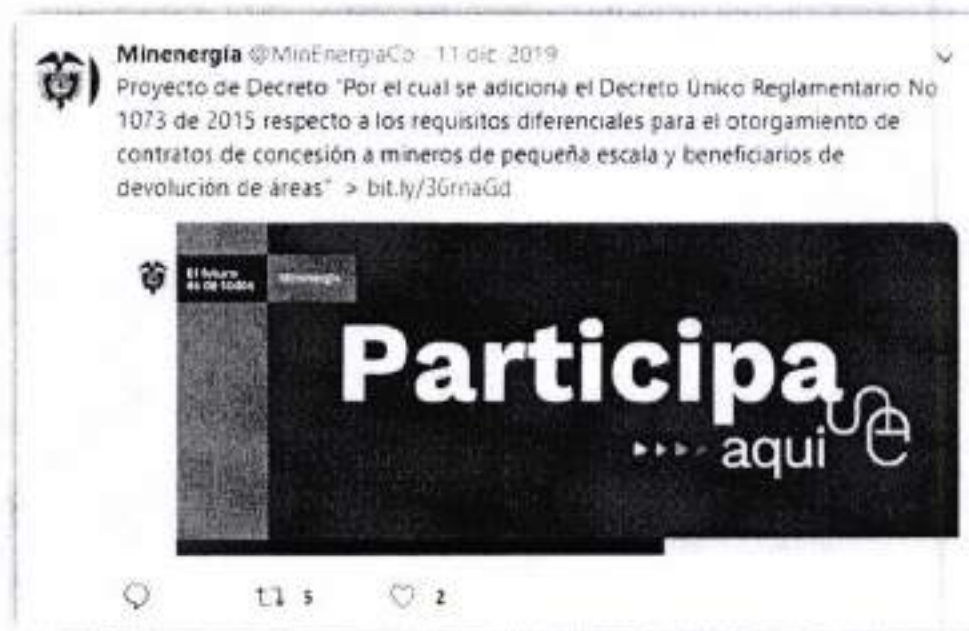 Minenergía @MinEnergiaCo · 11 dic. 2019
Proyecto de Decreto "Por el cual se adiciona el Decreto Único Reglamentario No
1073 de 2015 respecto a los requisitos diferenciales para el otorgamiento de
contratos de concesión a mineros de pequeña escala y beneficiarios de
devolución de áreas" > bit.ly/36rnaGd
El futuro
es de todos
Minenergía
Participa
aqui
5
2